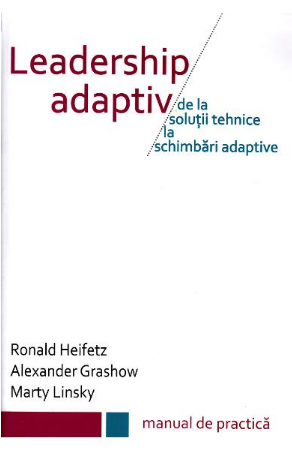 Leadership
adaptiv
de la
soluții tehnice
la
schimbări adaptive
Ronald Heifetz
Alexander Grashow
Marty Linsky
manual de practică